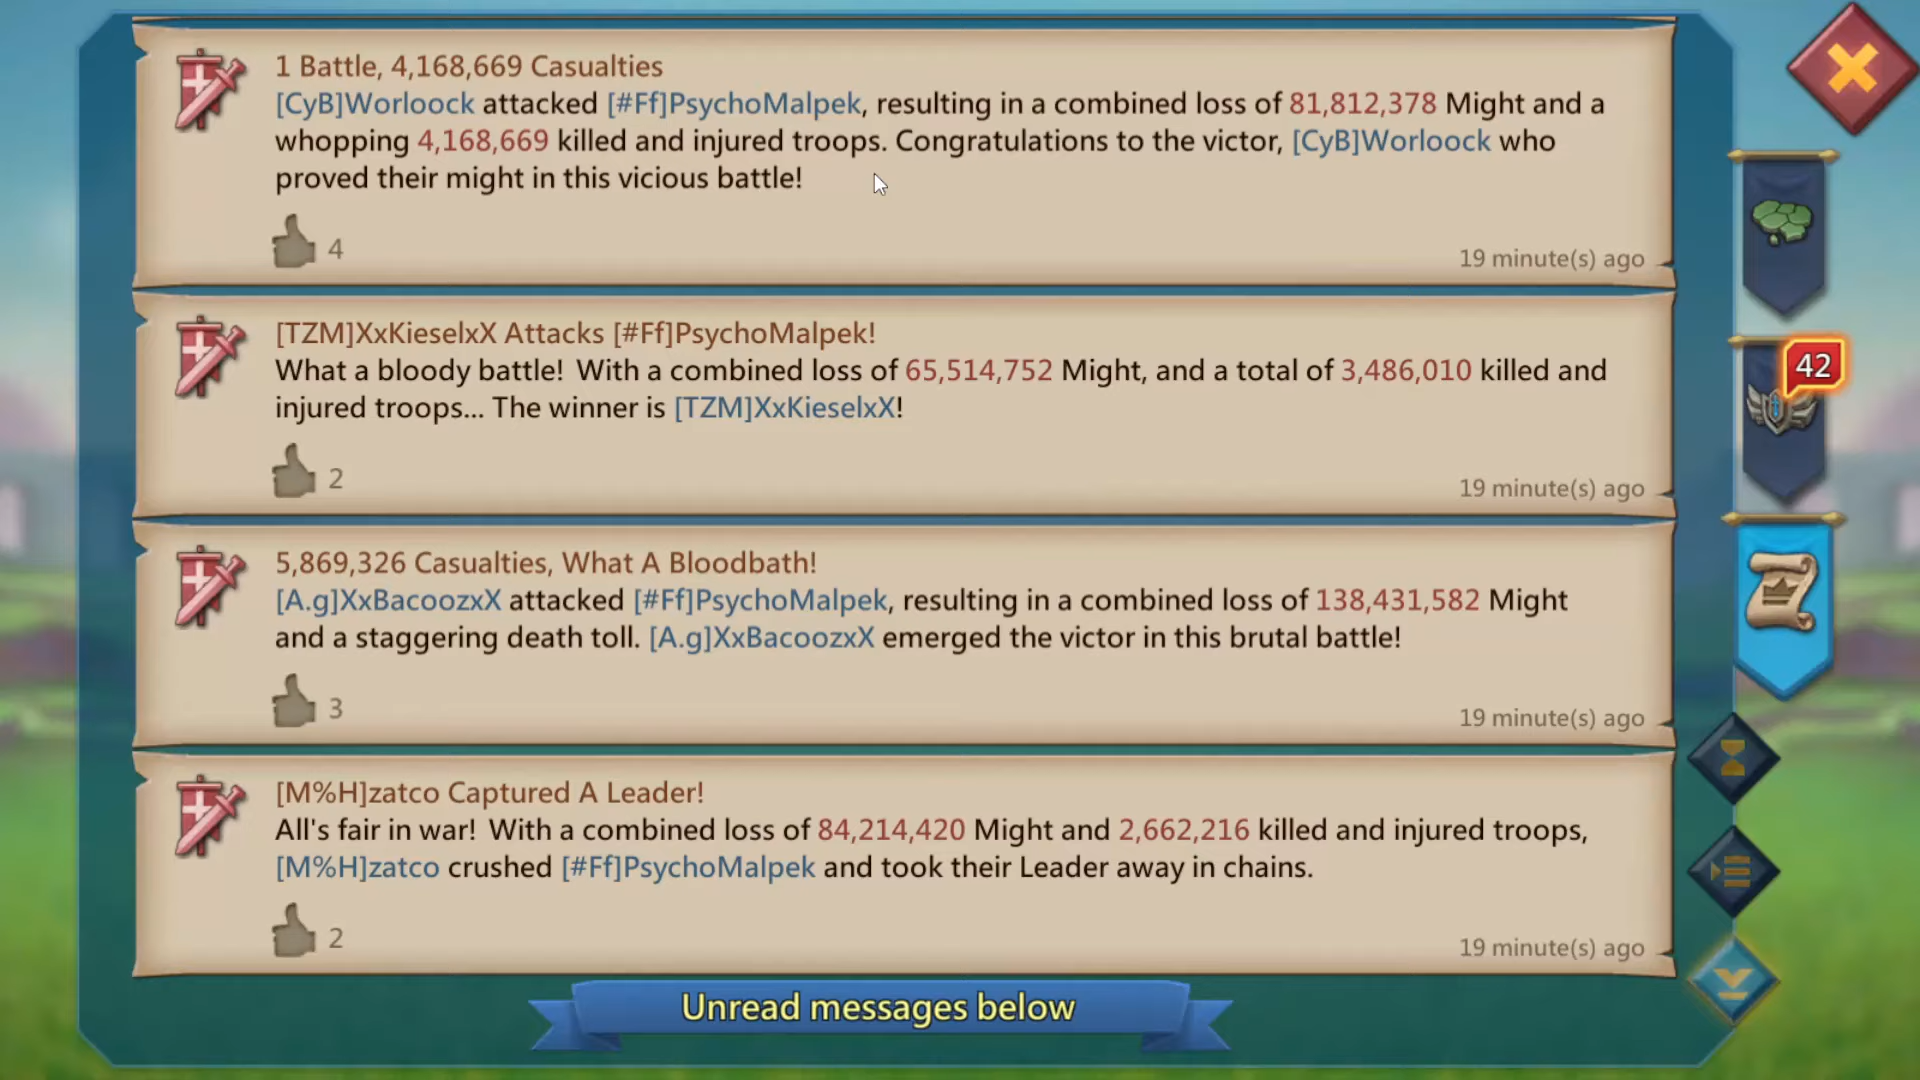 1 Battle, 4,168,669 Casualties
[CyB]Worloock attacked [#Ff]PsychoMalpek, resulting in a combined loss of 81,812,378 Might and a
whopping 4,168,669 killed and injured troops. Congratulations to the victor, [CyB]Worloock who
proved their might in this vicious battle!
4
19 minute(s) ago
[TZM]XxKieselxX Attacks [#Ff]PsychoMalpek!
What a bloody battle! With a combined loss of 65,514,752 Might, and a total of 3,486,010 killed and
injured troops... The winner is [TZM]XxKieselxX!
2
19 minute(s) ago
42
5,869,326 Casualties, What A Bloodbath!
[A.g]XxBacoozxX attacked [#Ff]PsychoMalpek, resulting in a combined loss of 138,431,582 Might
and a staggering death toll. [A.g]XxBacoozxX emerged the victor in this brutal battle!
3
19 minute(s) ago
[M%H]zatco Captured A Leader!
All's fair in war! With a combined loss of 84,214,420 Might and 2,662,216 killed and injured troops,
[M%H]zatco crushed [#Ff]PsychoMalpek and took their Leader away in chains.
2
19 minute(s) ago
Unread messages below